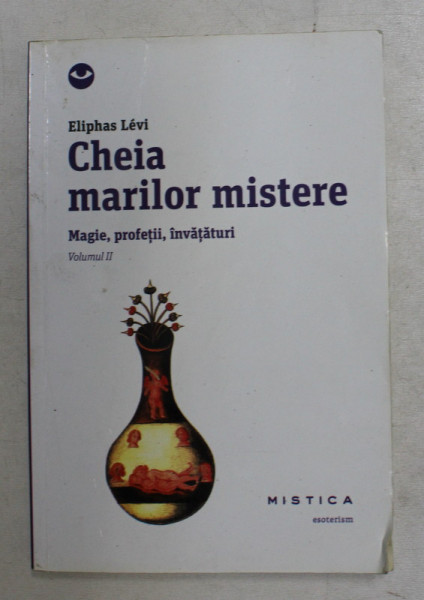 Eliphas Lévi
Cheia
marilor mistere
Magie, profeții, învățături
Volumul II
MISTICA
esoterism